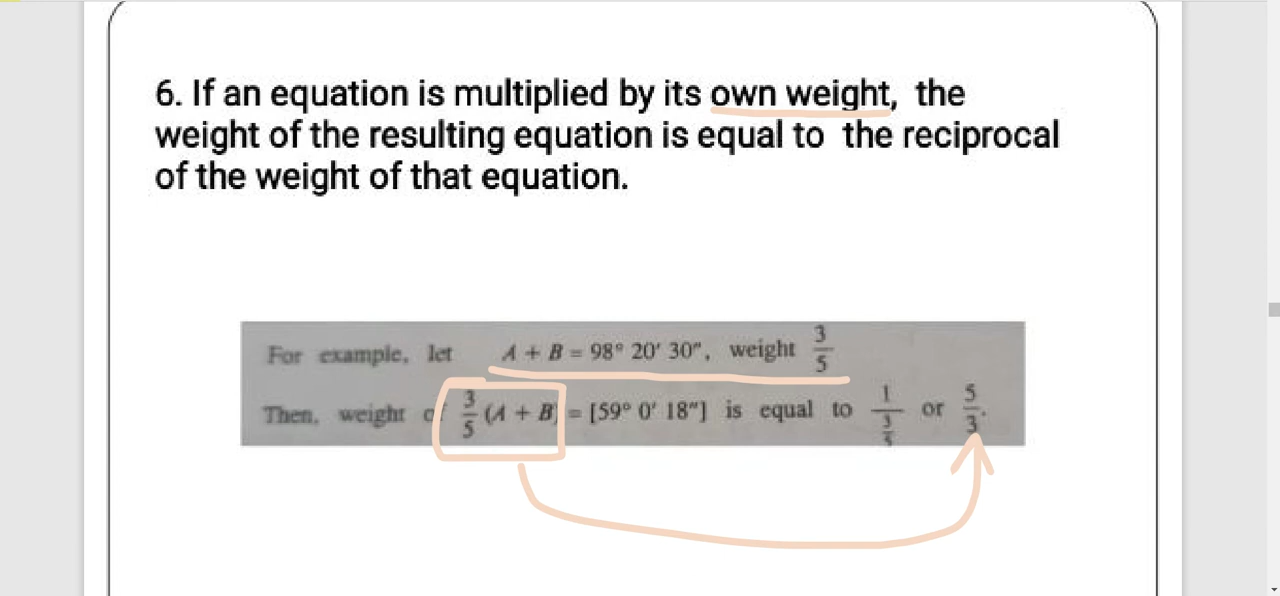 6. If an equation is multiplied by its own weight, the
weight of the resulting equation is equal to the reciprocal
of the weight of that equation.
For example, let A + B = 98° 20′ 30″, weight 3/5
Then, weight of 3/5 (A + B) = [59° 0′ 18″] is equal to 1/(3/5) or 5/3.